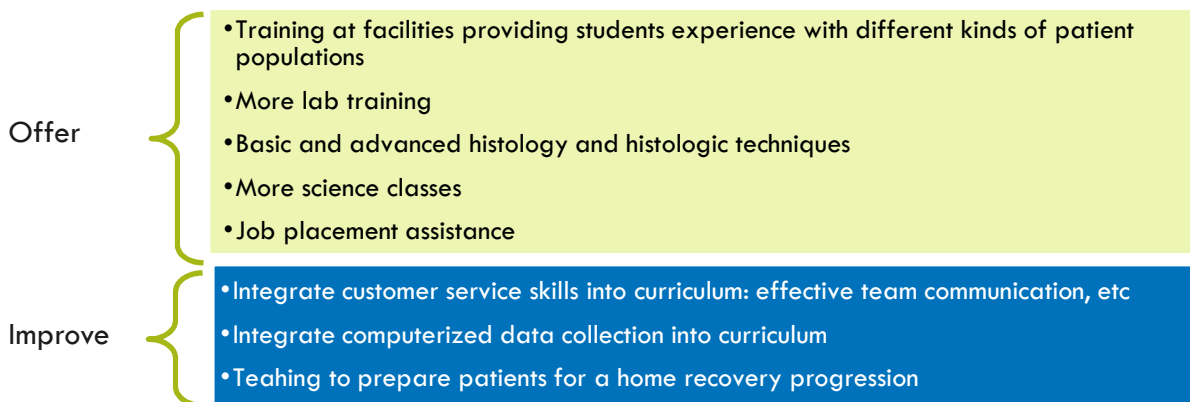 Offer
•Training at facilities providing students experience with different kinds of patient
populations
•More lab training
•Basic and advanced histology and histologic techniques
•More science classes
•Job placement assistance
Improve
•Integrate customer service skills into curriculum: effective team communication, etc
•Integrate computerized data collection into curriculum
•Teahing to prepare patients for a home recovery progression